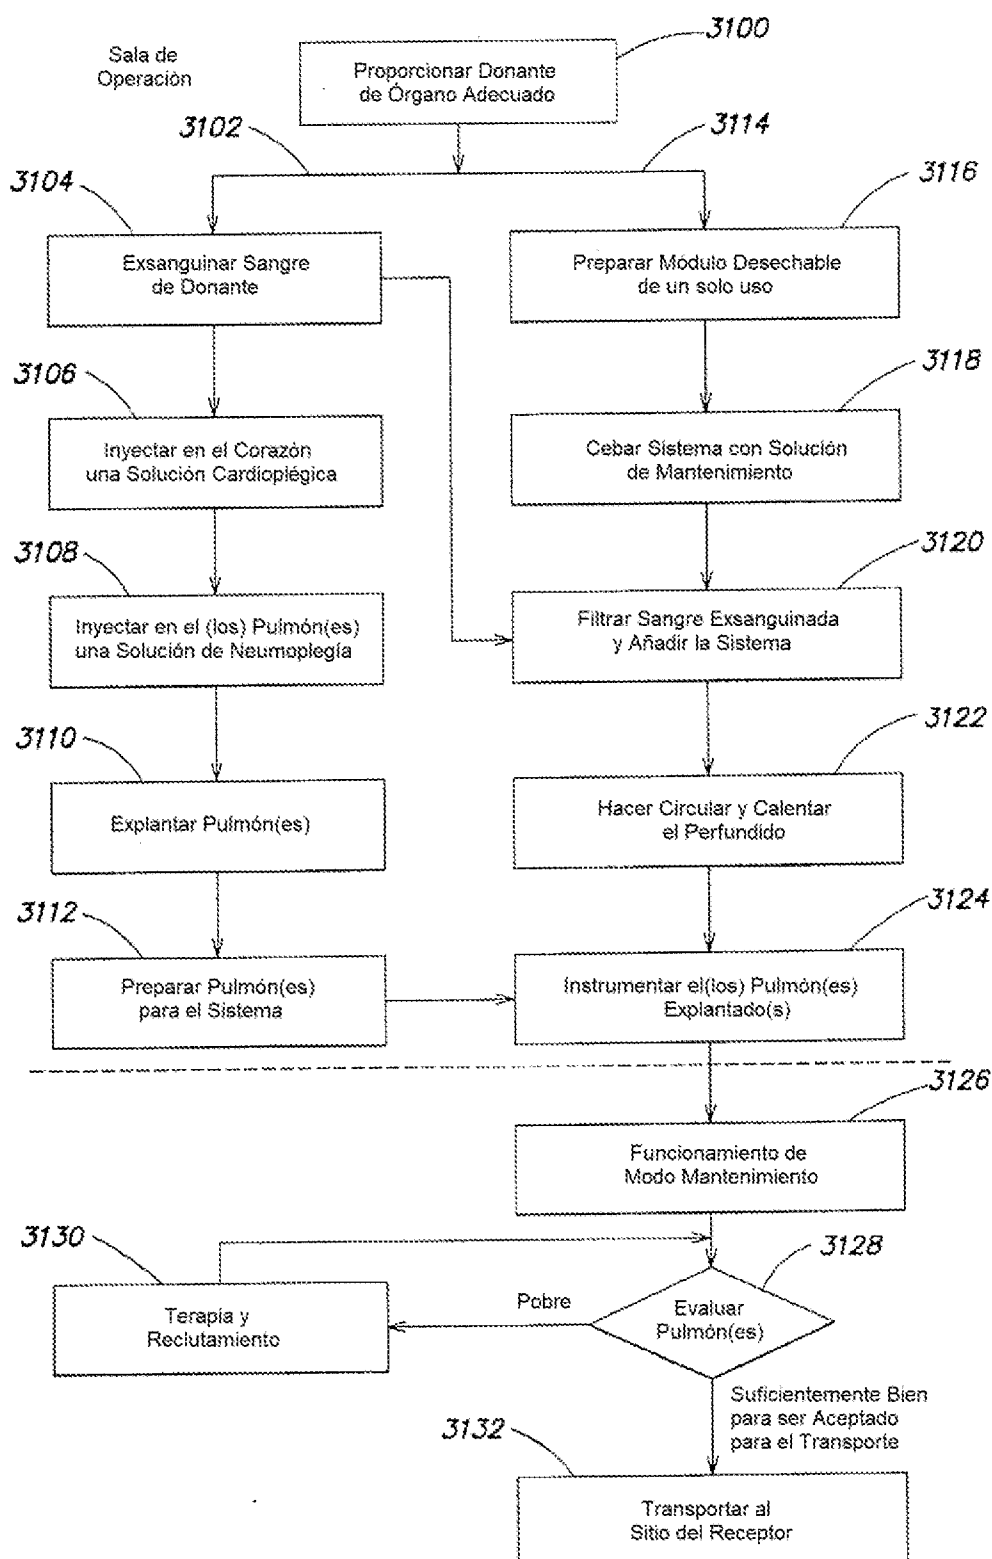 3100
Sala de
Operación
Proporcionar Donante
de Órgano Adecuado
3102
3114
3104
3116
Exsanguinar Sangre
de Donante
Preparar Módulo Desechable
de un solo uso
3106
3118
Inyectar en el Corazón
una Solución Cardioplégica
Cebar Sistema con Solución
de Mantenimiento
3108
3120
Inyectar en el (los) Pulmón(es)
una Solución de Neumoplegía
Filtrar Sangre Exsanguinada
y Añadir la Sistema
3110
3122
Explantar Pulmón(es)
Hacer Circular y Calentar
el Perfundido
3112
3124
Preparar Pulmón(es)
para el Sistema
Instrumentar el(los) Pulmón(es)
Explantado(s)
3126
Funcionamiento de
Modo Mantenimiento
3130
3128
Terapía y
Reclutamiento
Pobre
Evaluar
Pulmón(es)
Suficientemente Bien
para ser Aceptado
para el Transporte
3132
Transportar al
Sitio del Receptor